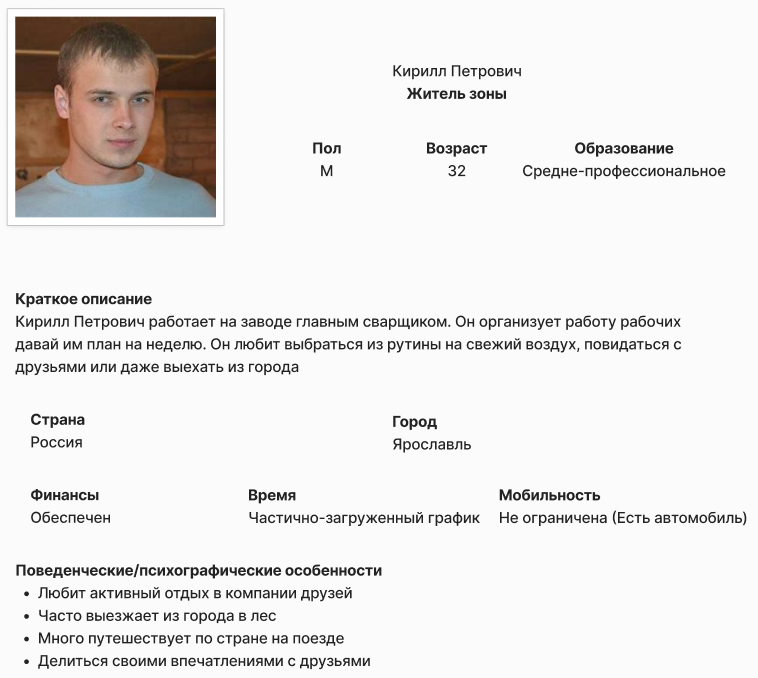 Кирилл Петрович
Житель зоны
Пол Возраст Образование
М 32 Средне-профессиональное
Краткое описание
Кирилл Петрович работает на заводе главным сварщиком. Он организует работу рабочих
давай им план на неделю. Он любит выбраться из рутины на свежий воздух, повидаться с
друзьями или даже выехать из города
Страна Город
Россия Ярославль
Финансы Время Мобильность
Обеспечен Частично-загруженный график Не ограничена (Есть автомобиль)
Поведенческие/психографические особенности
• Любит активный отдых в компании друзей
• Часто выезжает из города в лес
• Много путешествует по стране на поезде
• Делиться своими впечатлениями с друзьями